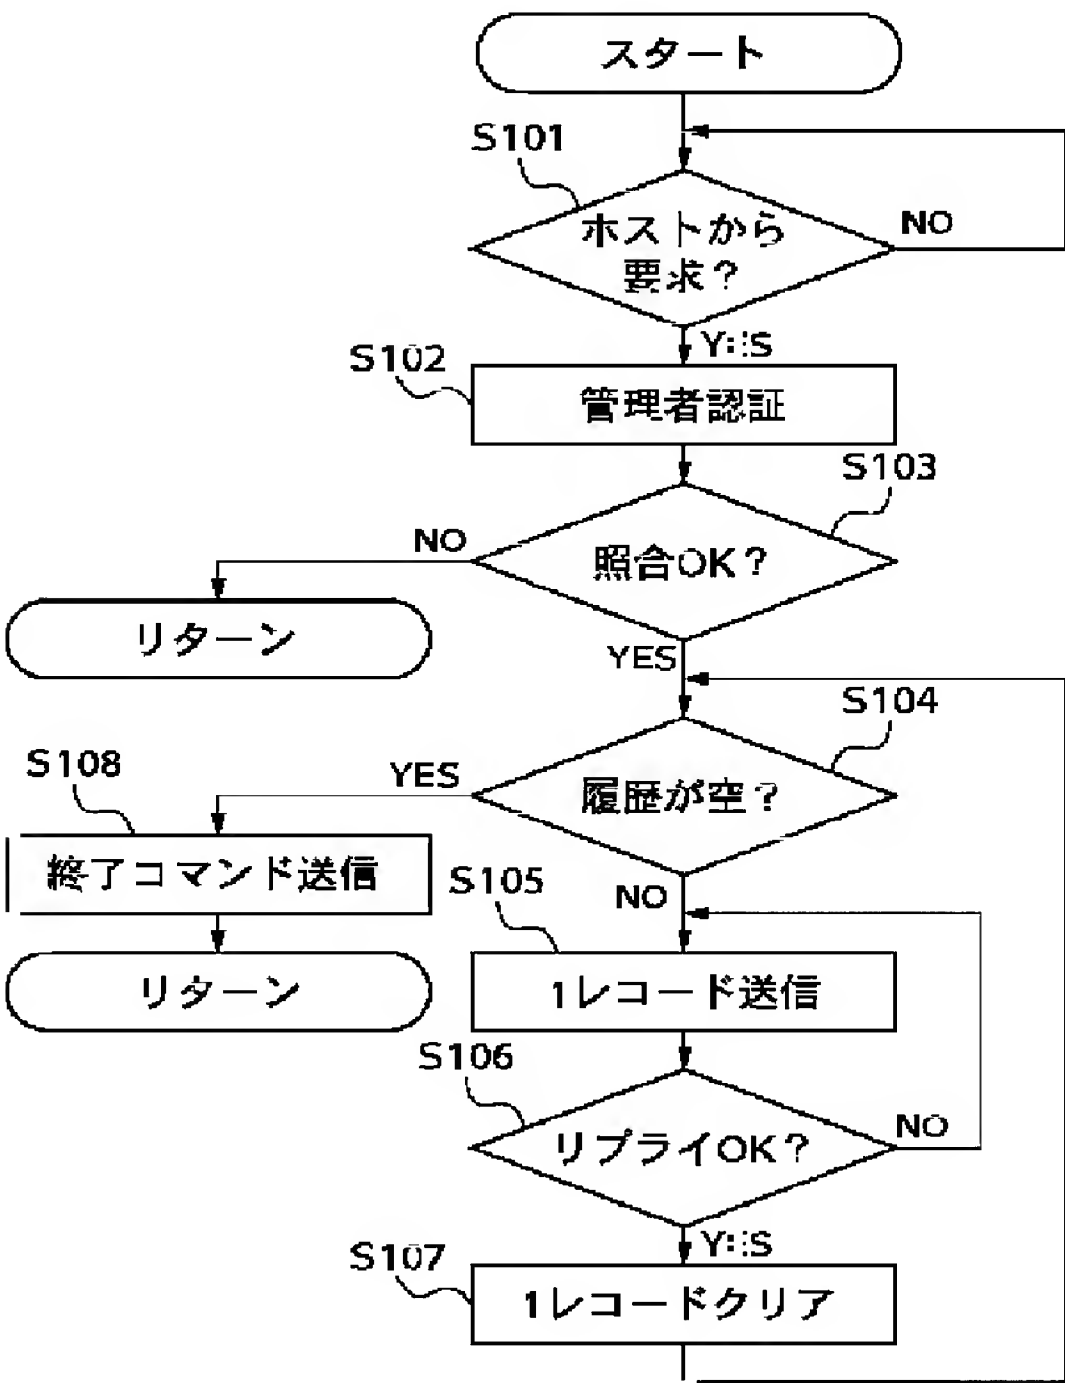 スタート
S101
ホストから
要求？
NO
YES
S102
管理者認証
S103
照合OK？
NO
リターン
YES
S104
履歴が空？
YES
S108
終了コマンド送信
リターン
NO
S105
1レコード送信
S106
リプライOK？
NO
YES
S107
1レコードクリア